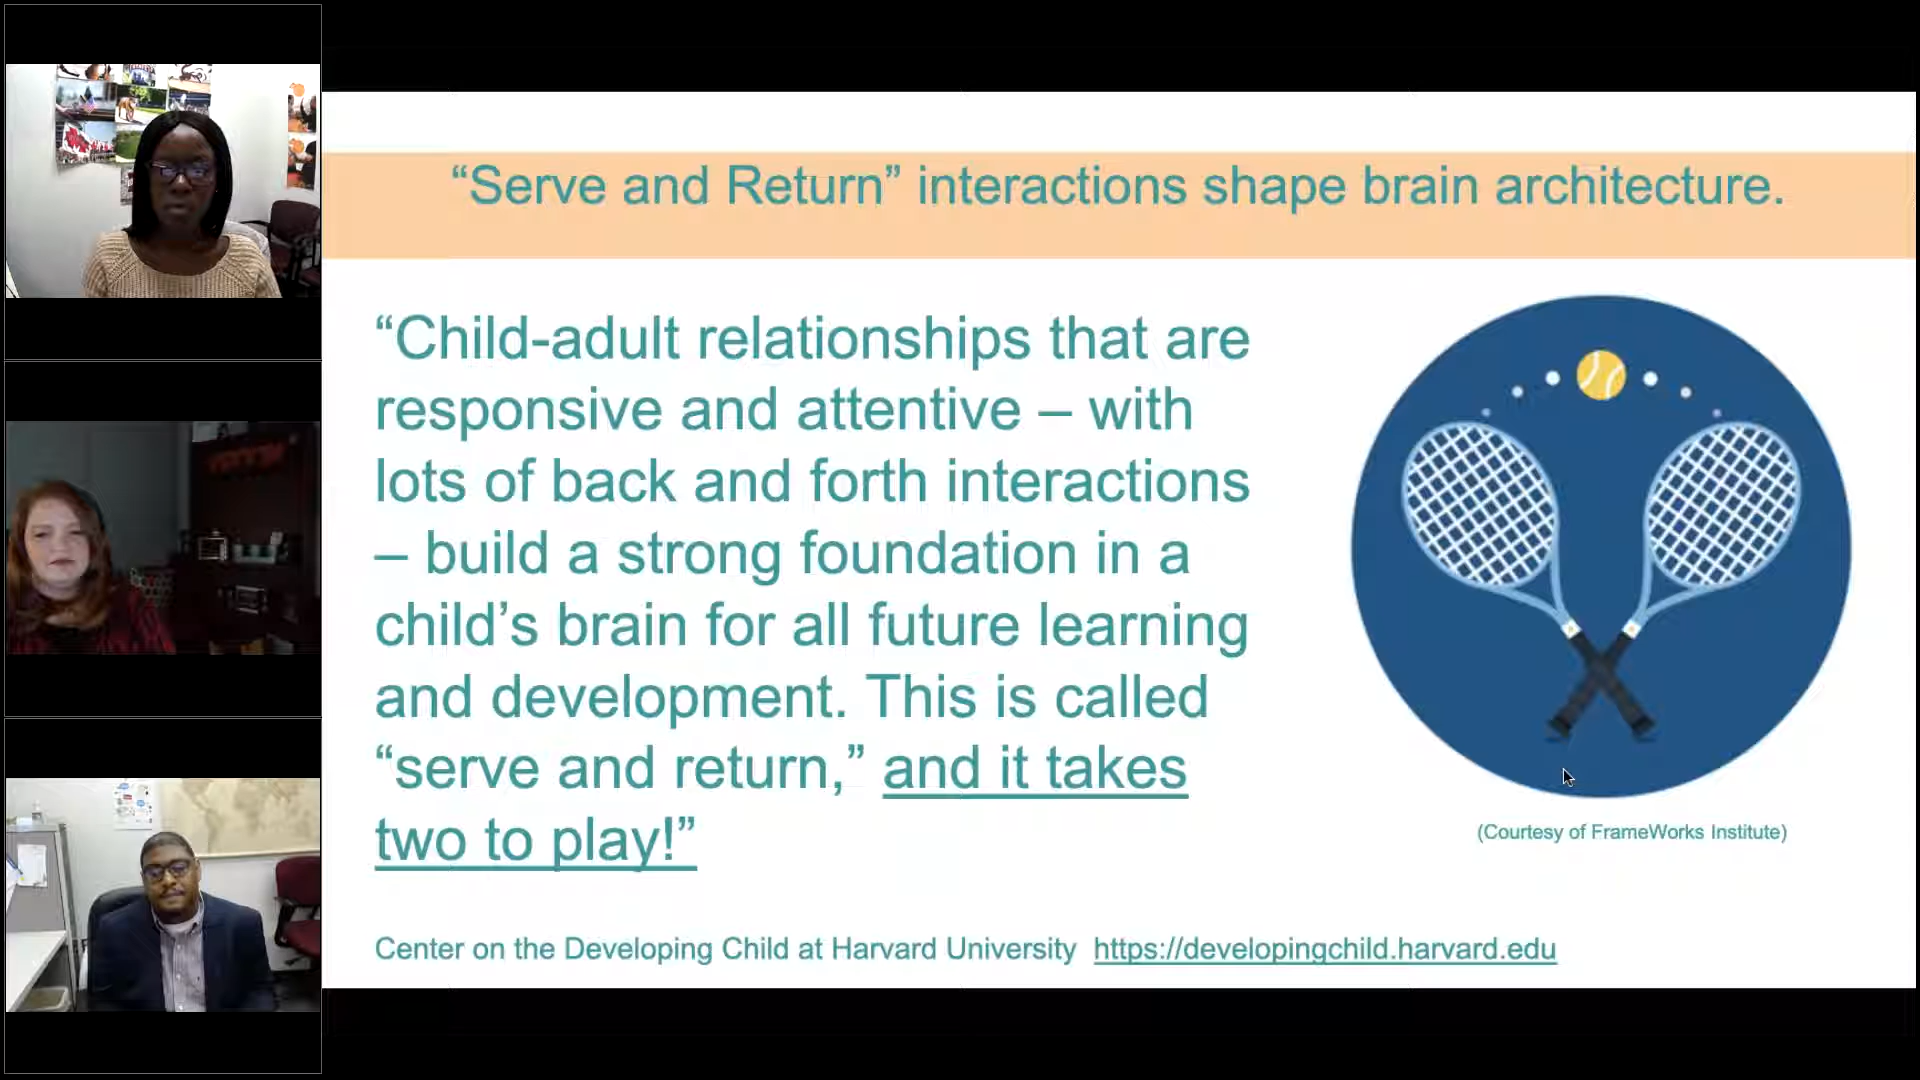 “Serve and Return” interactions shape brain architecture.
“Child-adult relationships that are
responsive and attentive – with
lots of back and forth interactions
– build a strong foundation in a
child’s brain for all future learning
and development. This is called
“serve and return,” and it takes
two to play!”
(Courtesy of FrameWorks Institute)
Center on the Developing Child at Harvard University https://developingchild.harvard.edu